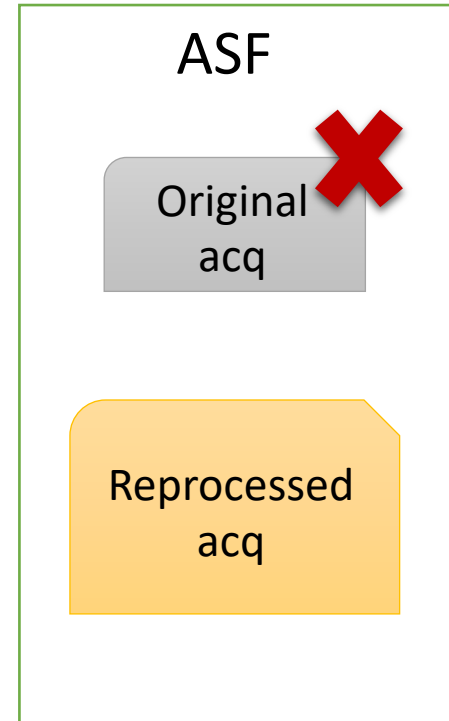 ASF
Original
acq
Reprocessed
acq